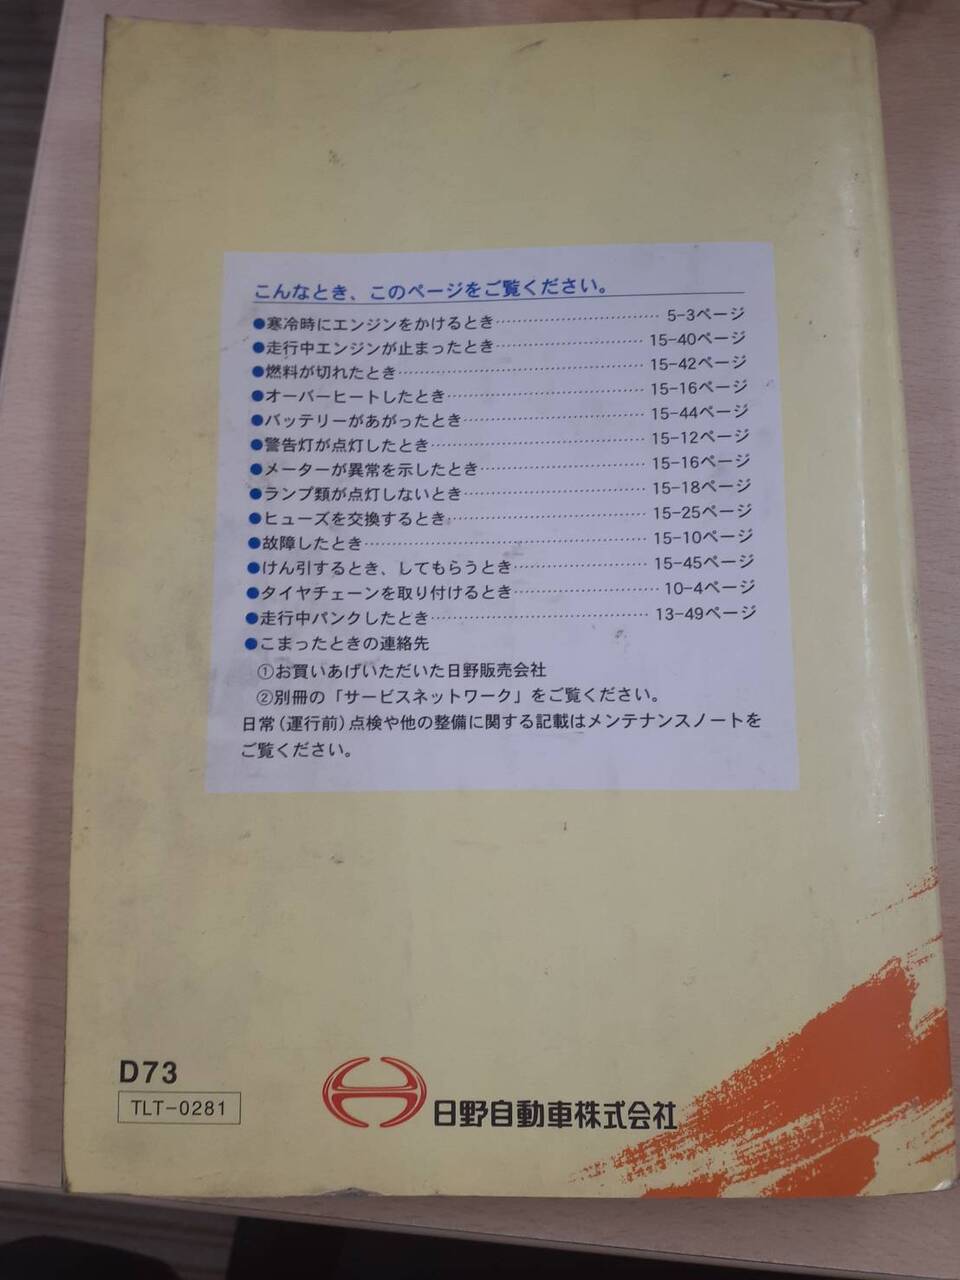 こんなとき、このページをご覧ください。
●寒冷時にエンジンをかけるとき…………………………5-3ページ
●走行中エンジンが止まったとき………………………15-40ページ
●燃料が切れたとき………………………………………15-42ページ
●オーバーヒートしたとき………………………………15-16ページ
●バッテリーがあがったとき……………………………15-44ページ
●警告灯が点灯したとき…………………………………15-12ページ
●メーターが異常を示したとき…………………………15-16ページ
●ランプ類が点灯しないとき……………………………15-18ページ
●ヒューズを交換するとき………………………………15-25ページ
●故障したとき……………………………………………15-10ページ
●けん引するとき、してもらうとき……………………15-45ページ
●タイヤチェーンを取り付けるとき……………………10-4ページ
●走行中パンクしたとき…………………………………13-49ページ
●こまったときの連絡先
①お買いあげいただいた日野販売会社
②別冊の「サービスネットワーク」をご覧ください。
日常(運行前)点検や他の整備に関する記載はメンテナンスノートを
ご覧ください。
D73
TLT-0281
日野自動車株式会社